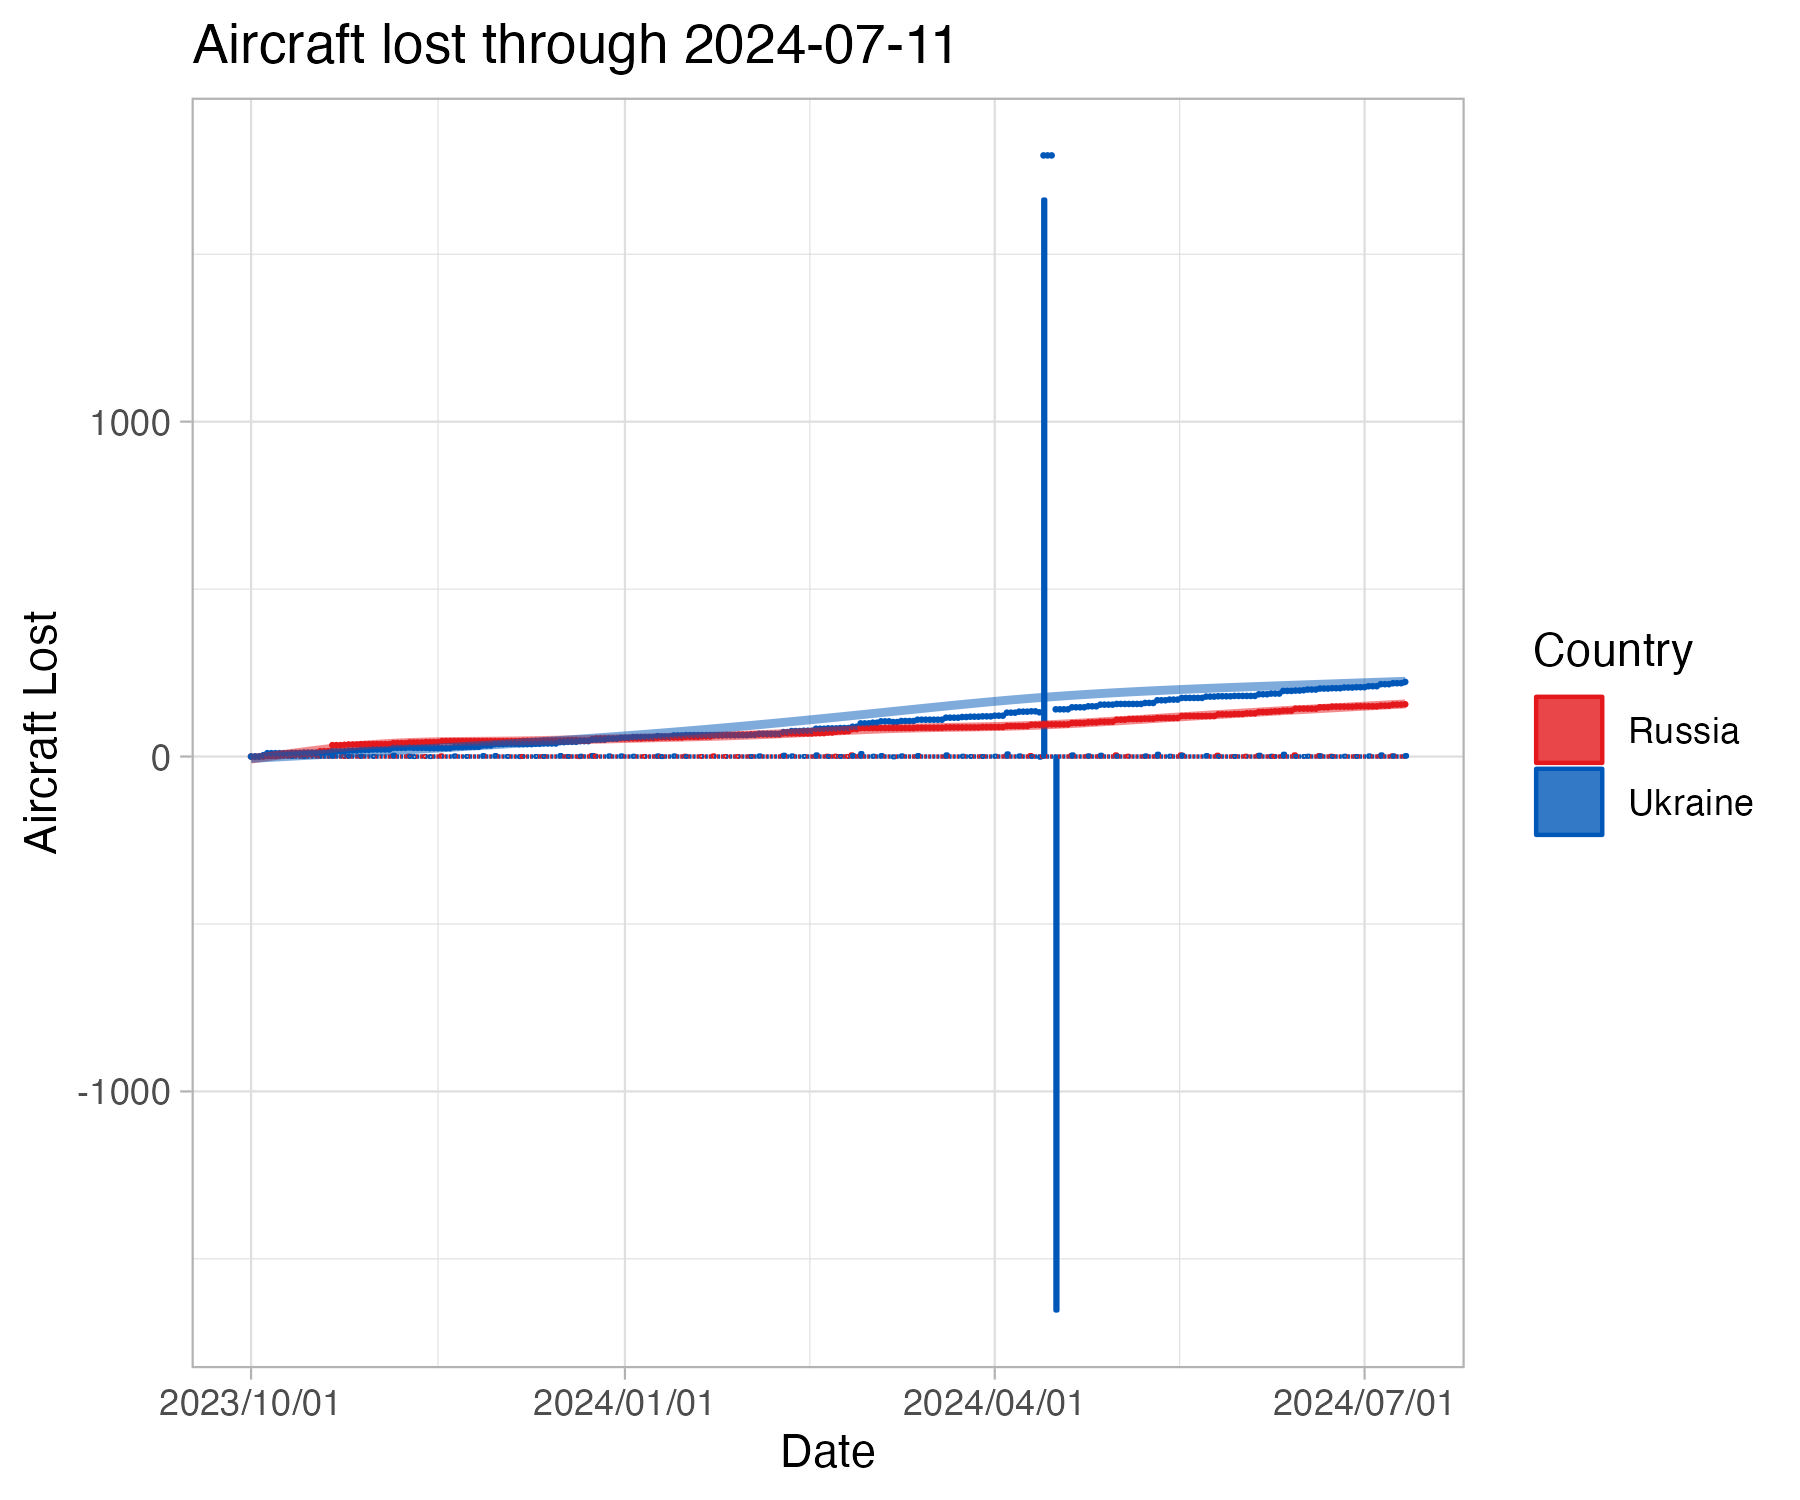 Aircraft lost through 2024-07-11
Aircraft Lost
1000
0
-1000
2023/10/01
2024/01/01
2024/04/01
2024/07/01
Date
Country
Russia
Ukraine